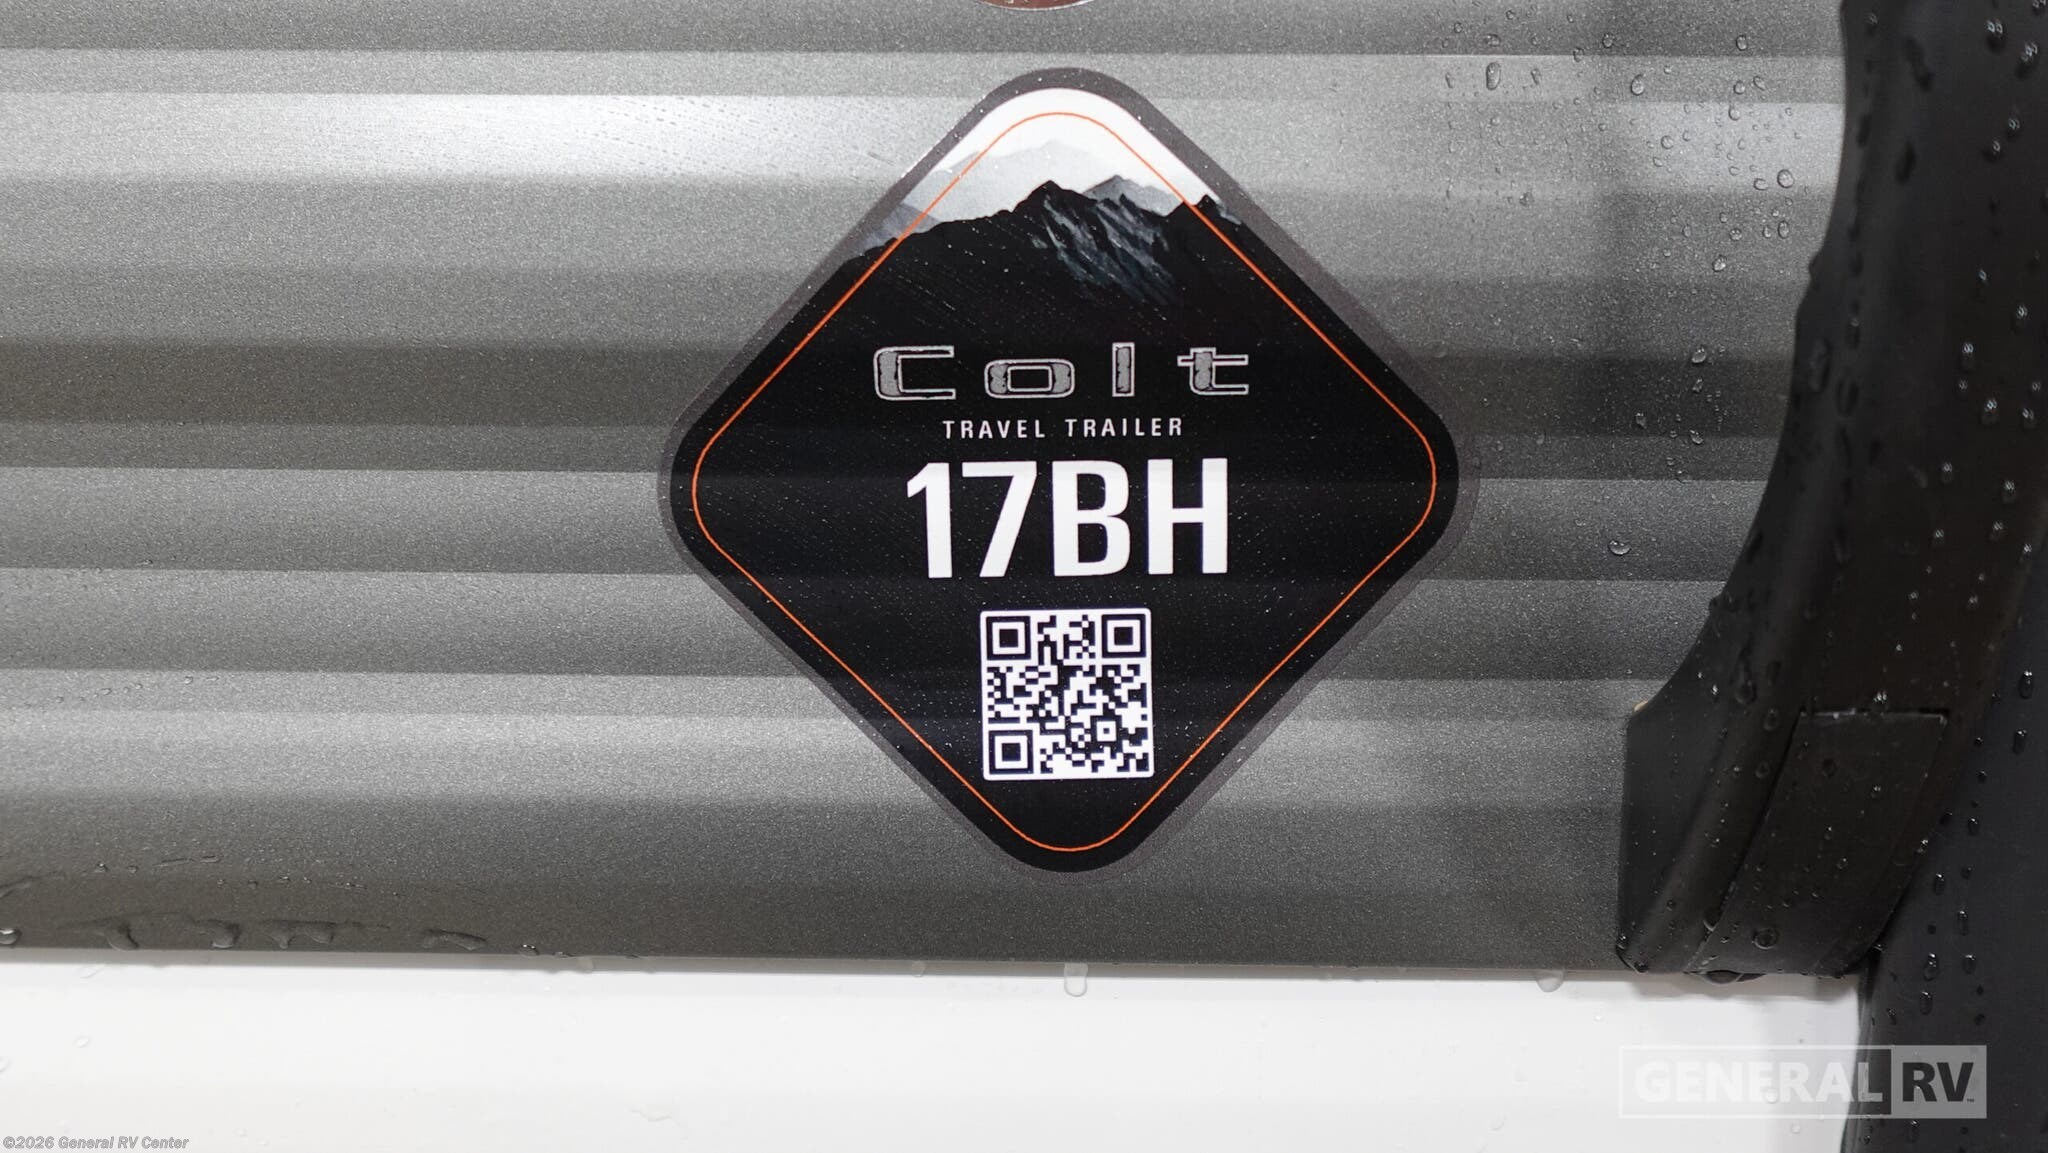 Colt
TRAVEL TRAILER
17BH
GENERAL RV
©2026 General RV Center